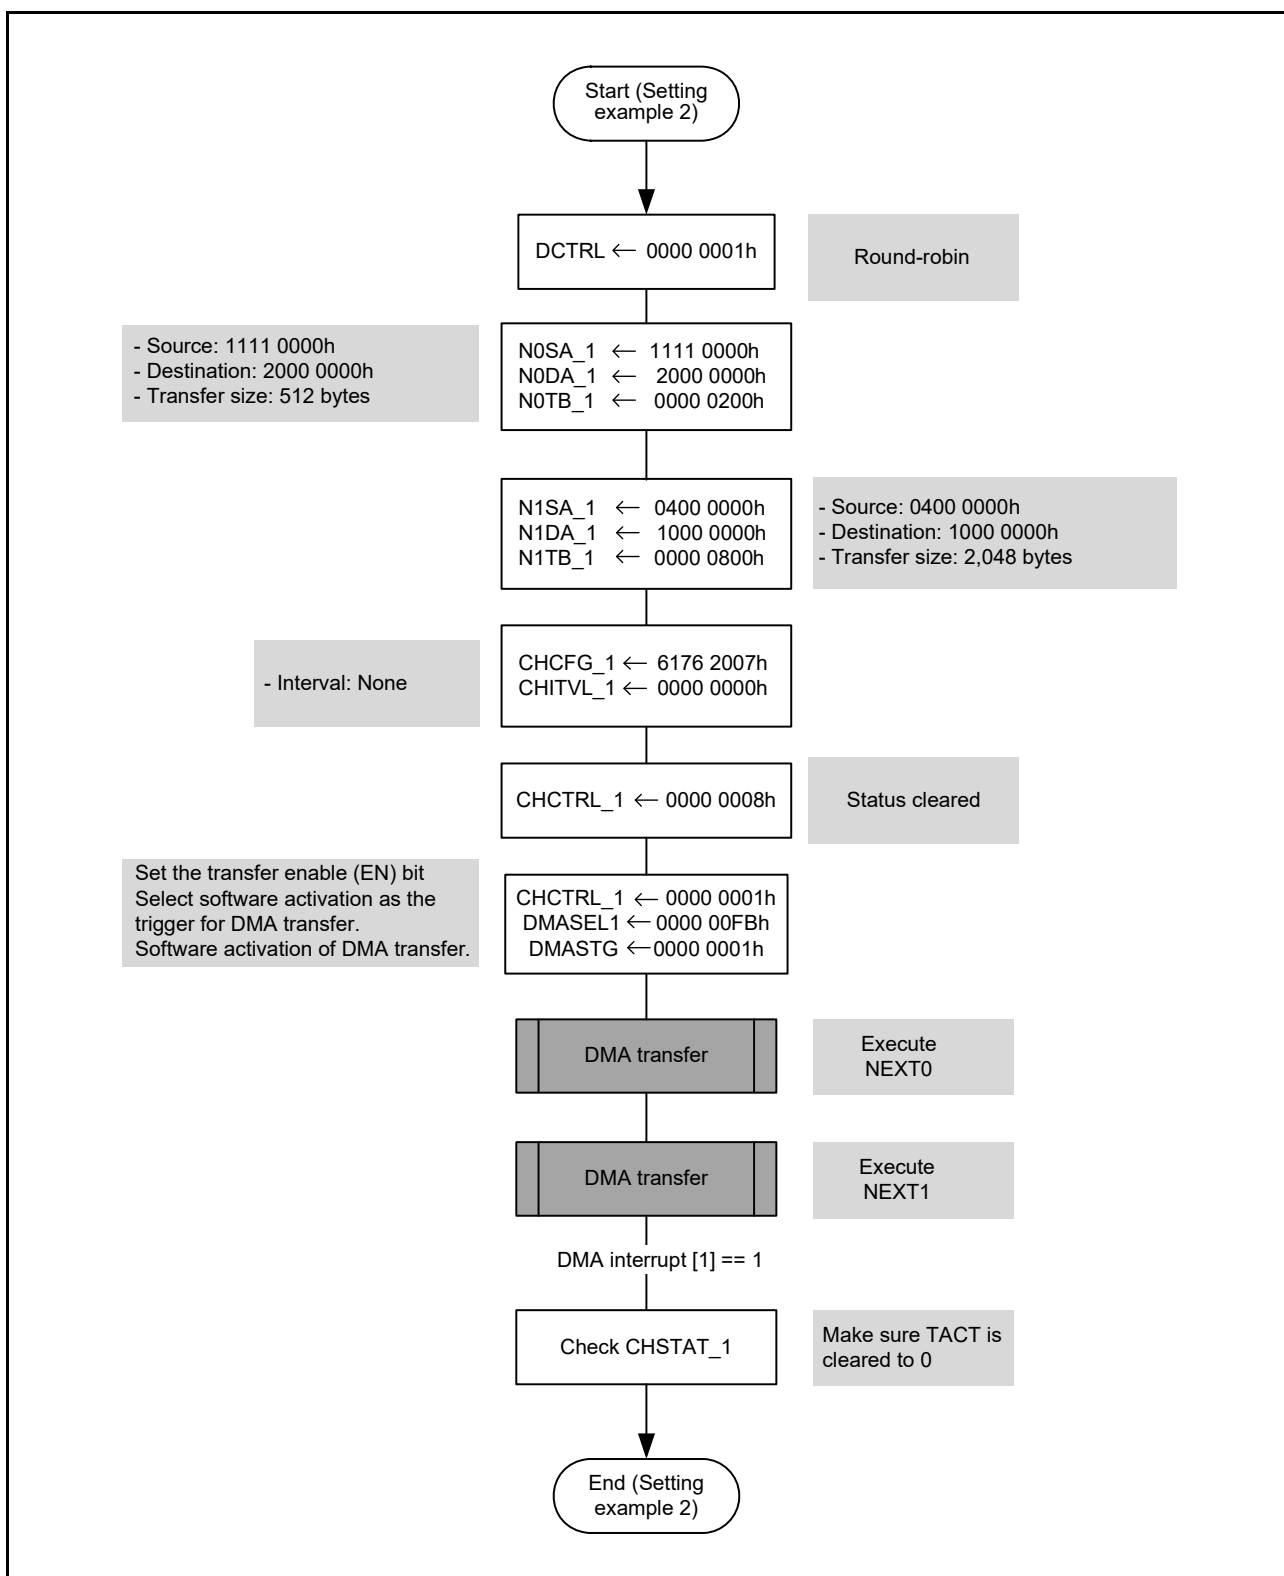 Start (Setting
example 2)
DCTRL ← 0000 0001h
Round-robin
- Source: 1111 0000h
- Destination: 2000 0000h
- Transfer size: 512 bytes
N0SA_1 ← 1111 0000h
N0DA_1 ← 2000 0000h
N0TB_1 ← 0000 0200h
N1SA_1 ← 0400 0000h
N1DA_1 ← 1000 0000h
N1TB_1 ← 0000 0800h
- Source: 0400 0000h
- Destination: 1000 0000h
- Transfer size: 2,048 bytes
- Interval: None
CHCFG_1 ← 6176 2007h
CHITVL_1 ← 0000 0000h
CHCTRL_1 ← 0000 0008h
Status cleared
Set the transfer enable (EN) bit
Select software activation as the
trigger for DMA transfer.
Software activation of DMA transfer.
CHCTRL_1 ← 0000 0001h
DMASEL1 ← 0000 00FBh
DMASTG ← 0000 0001h
DMA transfer
Execute
NEXT0
DMA transfer
Execute
NEXT1
DMA interrupt [1] == 1
Check CHSTAT_1
Make sure TACT is
cleared to 0
End (Setting
example 2)